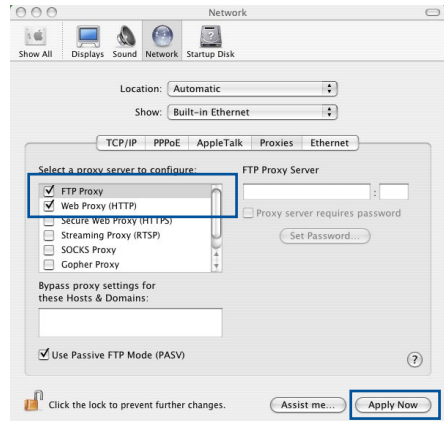 Network
Show All Displays Sound Network Startup Disk
Location: Automatic
Show: Built-in Ethernet
TCP/IP PPPoE AppleTalk Proxies Ethernet
Select a proxy server to configure: FTP Proxy Server
FTP Proxy
Web Proxy (HTTP) :
Secure Web Proxy (HTTPS) Proxy server requires password
Streaming Proxy (RTSP) Set Password...
SOCKS Proxy
Gopher Proxy
Bypass proxy settings for
these Hosts & Domains:
Use Passive FTP Mode (PASV) ?
Click the lock to prevent further changes. Assist me... Apply Now